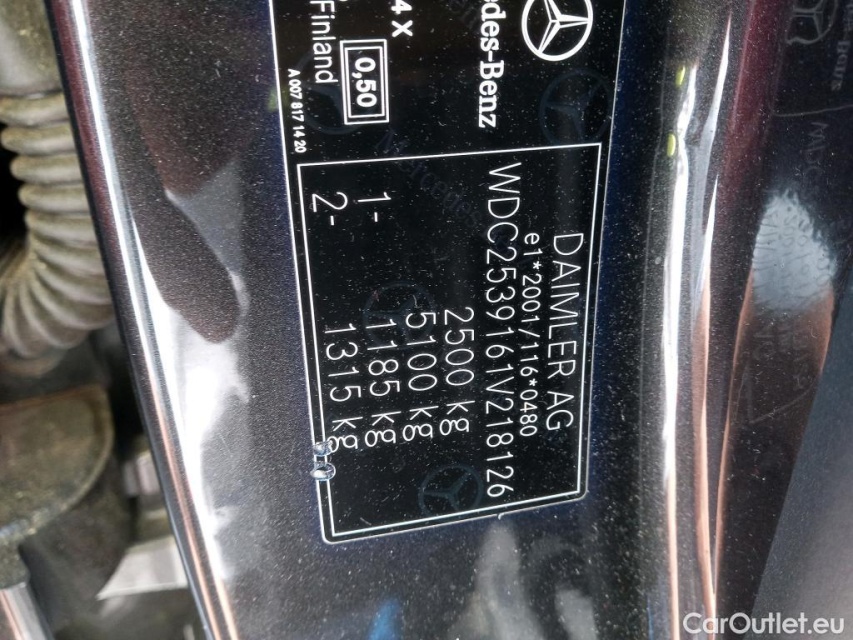 edes-Benz
4 X
Finland
0,50
A 007 817 14 20
DAIMLER AG
e1*2001/116*0480
WDC2539161V218126
2500 kg
5100 kg
1- 1185 kg
2- 1315 kg
CarOutlet.eu